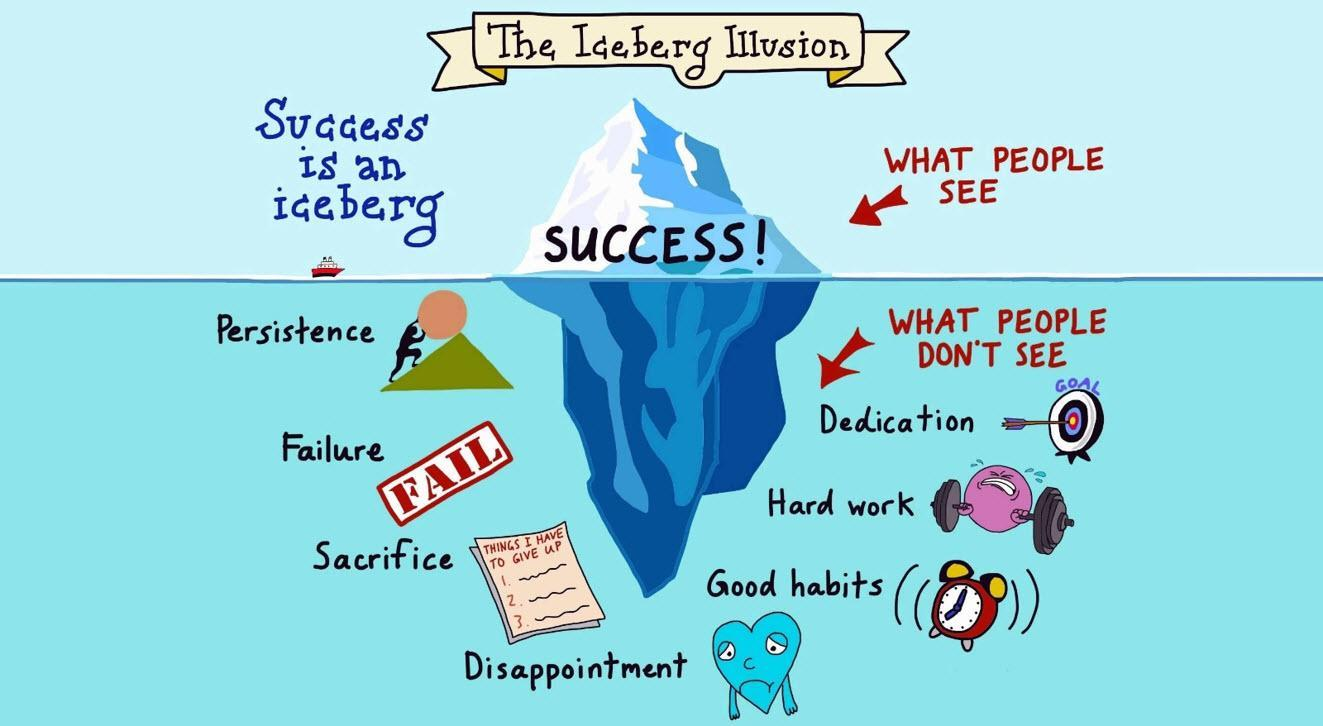 The Iceberg Illusion
Success
is an
iceberg
WHAT PEOPLE
SEE
SUCCESS!
Persistence
WHAT PEOPLE
DON'T SEE
GOAL
Dedication
Failure
FAIL
Hard work
Sacrifice
THINGS I HAVE
TO GIVE UP
1.
2.
3.
Good habits
Disappointment